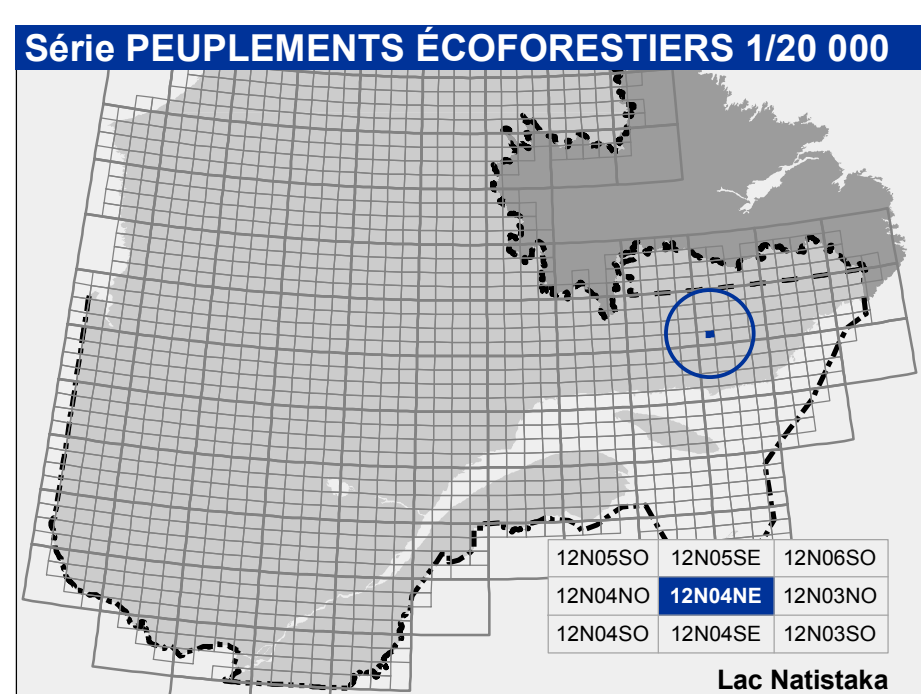 Série PEUPLEMENTS ÉCOFORESTIERS 1/20 000
12N05SO 12N05SE 12N06SO
12N04NO 12N04NE 12N03NO
12N04SO 12N04SE 12N03SO
Lac Natistaka